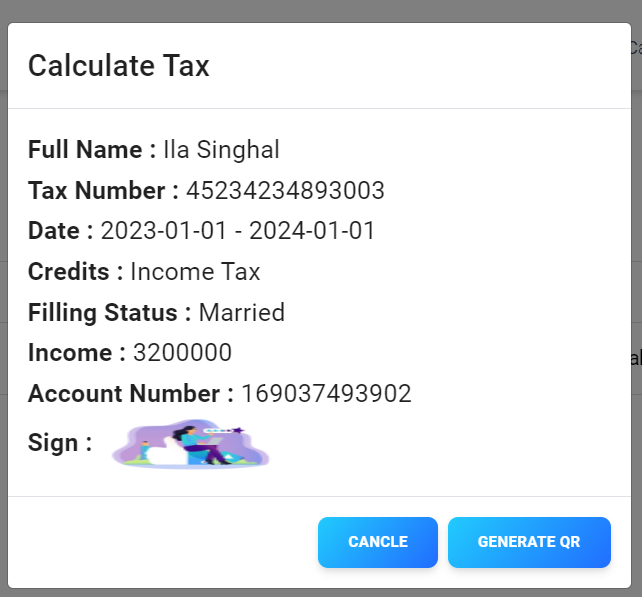 Calculate Tax
Full Name : Ila Singhal
Tax Number : 45234234893003
Date : 2023-01-01 - 2024-01-01
Credits : Income Tax
Filling Status : Married
Income : 3200000
Account Number : 169037493902
Sign :
CANCLE GENERATE QR